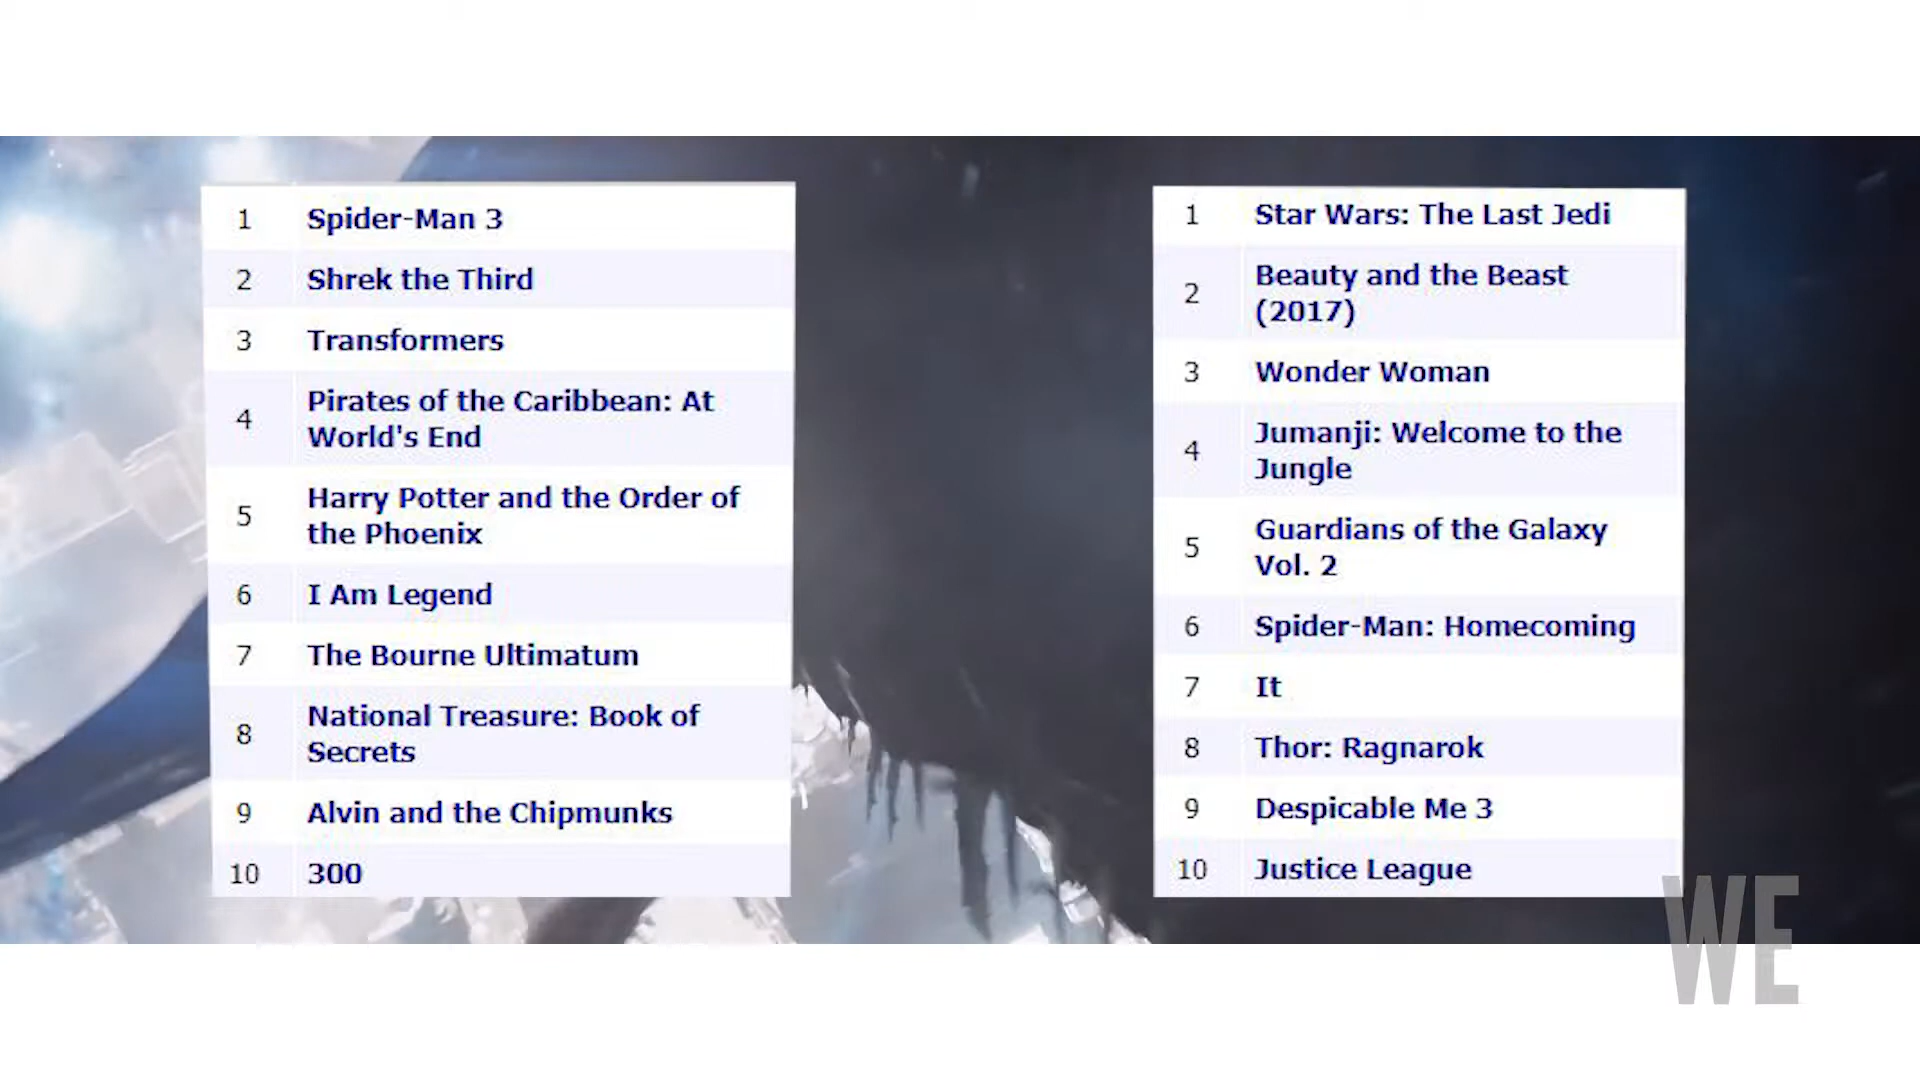 1 Spider-Man 3
2 Shrek the Third
3 Transformers
4 Pirates of the Caribbean: At
World's End
5 Harry Potter and the Order of
the Phoenix
6 I Am Legend
7 The Bourne Ultimatum
8 National Treasure: Book of
Secrets
9 Alvin and the Chipmunks
10 300
1 Star Wars: The Last Jedi
2 Beauty and the Beast
(2017)
3 Wonder Woman
4 Jumanji: Welcome to the
Jungle
5 Guardians of the Galaxy
Vol. 2
6 Spider-Man: Homecoming
7 It
8 Thor: Ragnarok
9 Despicable Me 3
10 Justice League
WE